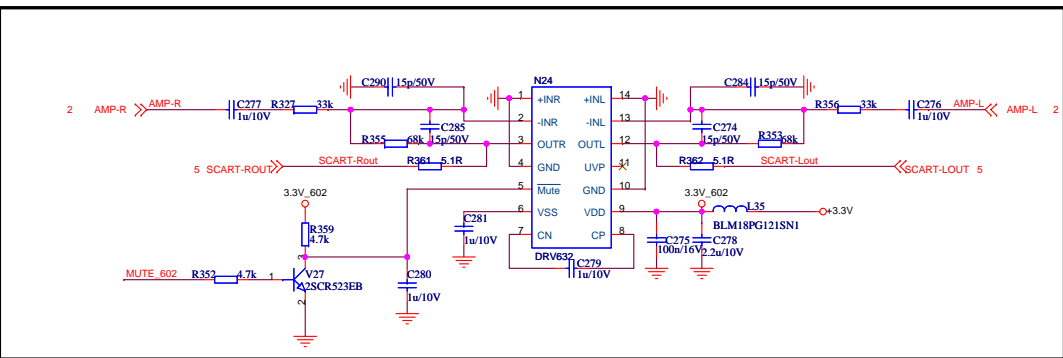 N24
C290 15p/50V
C284 15p/50V
2 AMP-R AMP-R C277 1u/10V R327 33k
R356 33k C276 1u/10V AMP-L AMP-L 2
1 +INR +INL 14
2 -INR -INL 13
3 OUTR OUTL 12
4 GND UVP 11
5 Mute GND 10
6 VSS VDD 9
7 CN CP 8
DRV632
C285 15p/50V
R355 68k
C274 15p/50V
R353 68k
5 SCART-ROUT SCART-Rout R361 5.1R
R362 5.1R SCART-Lout SCART-LOUT 5
3.3V_602
R359 4.7k
C281 1u/10V
3.3V_602
L35
BLM18PG121SN1
+3.3V
C275 100n/16V
C278 2.2u/10V
C279 1u/10V
MUTE_602 R352 4.7k
1
3
2
V27
2SCR523EB
C280 1u/10V